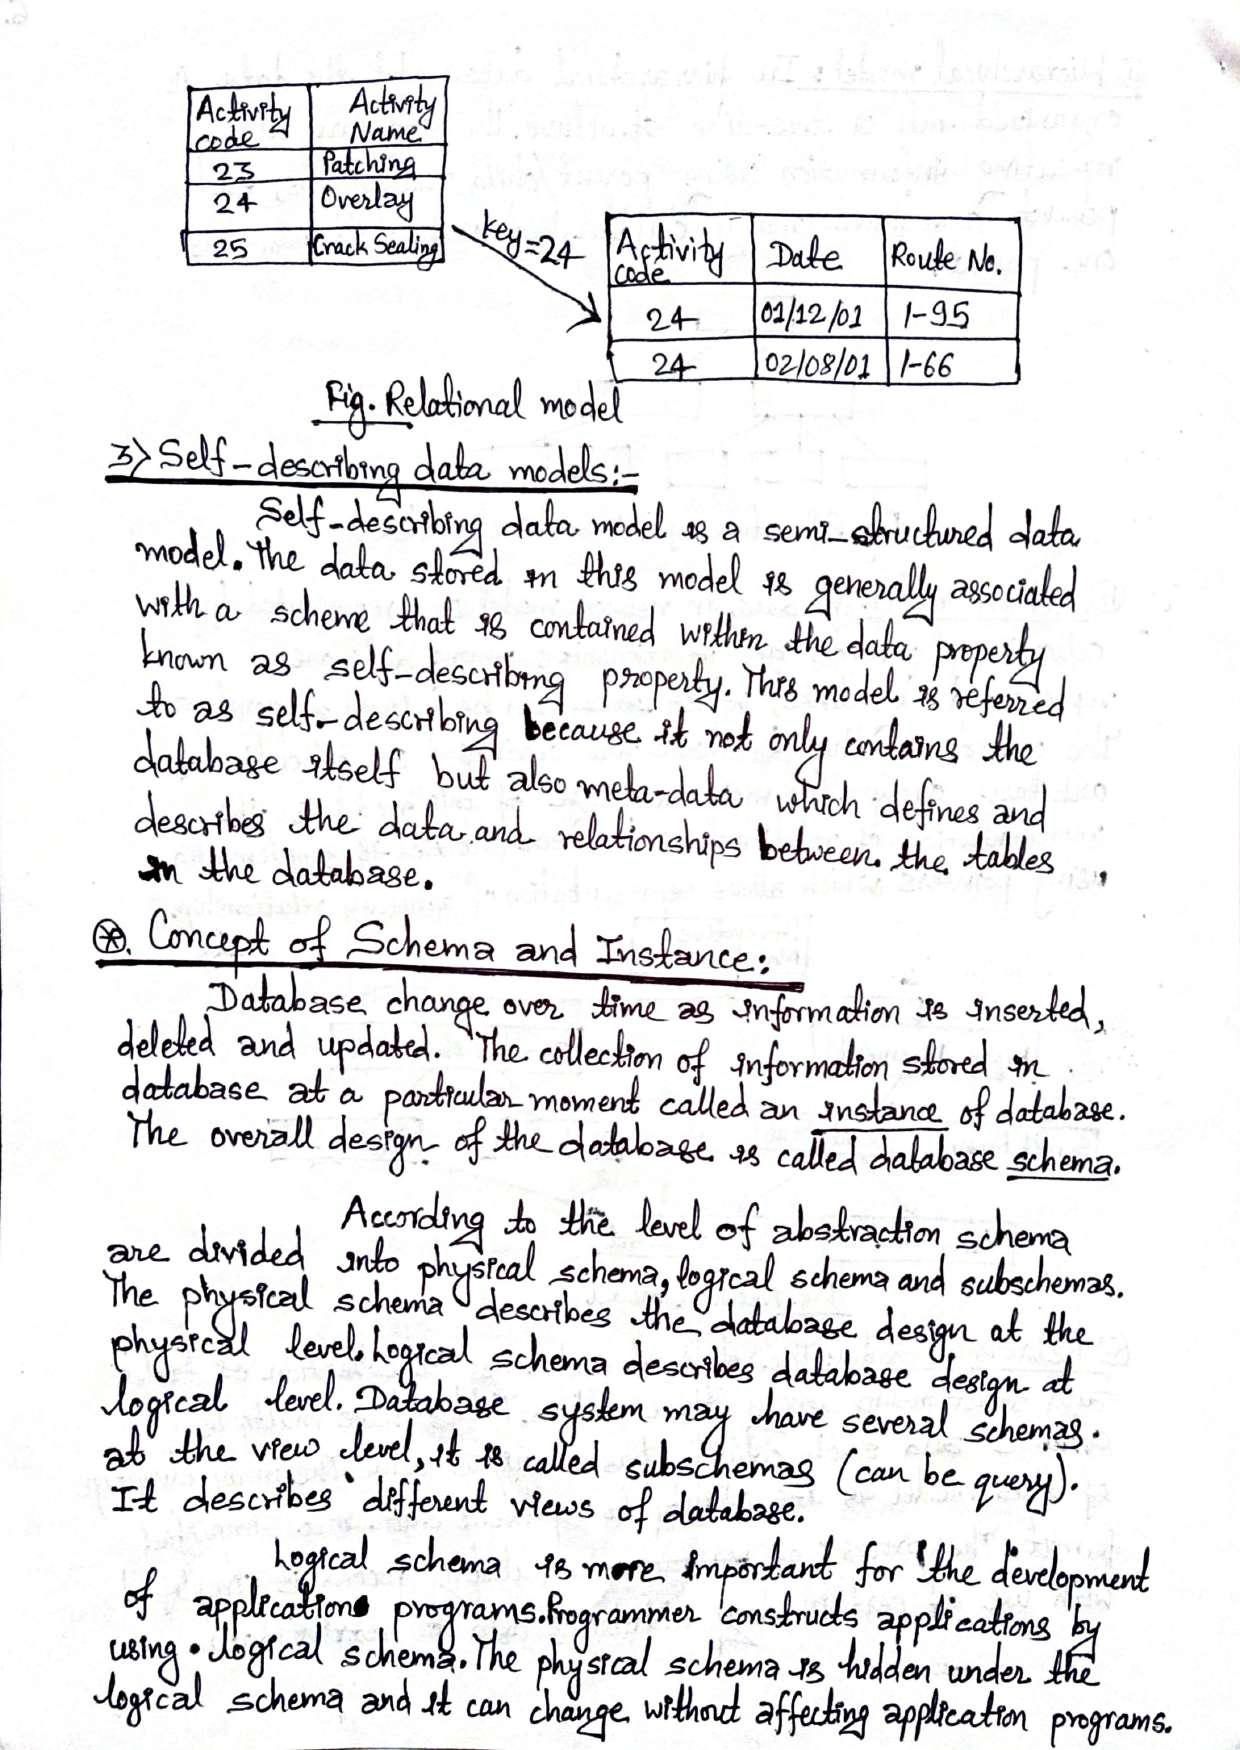 Activity code Activity Name
23 Patching
24 Overlay
25 Crack Sealing
key=24
Activity code Date Route No.
24 01/12/01 I-95
24 02/08/01 I-66
Fig. Relational model
3) Self-describing data models:-
Self-describing data model is a semi-structured data
model. The data stored in this model is generally associated
with a scheme that is contained within the data property
known as self-describing property. This model is referred
to as self-describing because it not only contains the
database itself but also meta-data which defines and
describes the data and relationships between the tables
in the database.
⊛. Concept of Schema and Instance:
Database change over time as information is inserted,
deleted and updated. The collection of information stored in
database at a particular moment called an instance of database.
The overall design of the database is called database schema.
According to the level of abstraction schema
are divided into physical schema, logical schema and subschemas.
The physical schema describes the database design at the
physical level. Logical schema describes database design at
logical level. Database system may have several schemas.
at the view level, it is called subschemas (can be query).
It describes different views of database.
Logical schema is more important for the development
of applications programs. Programmer constructs applications by
using logical schema. The physical schema is hidden under the
logical schema and it can change without affecting application programs.